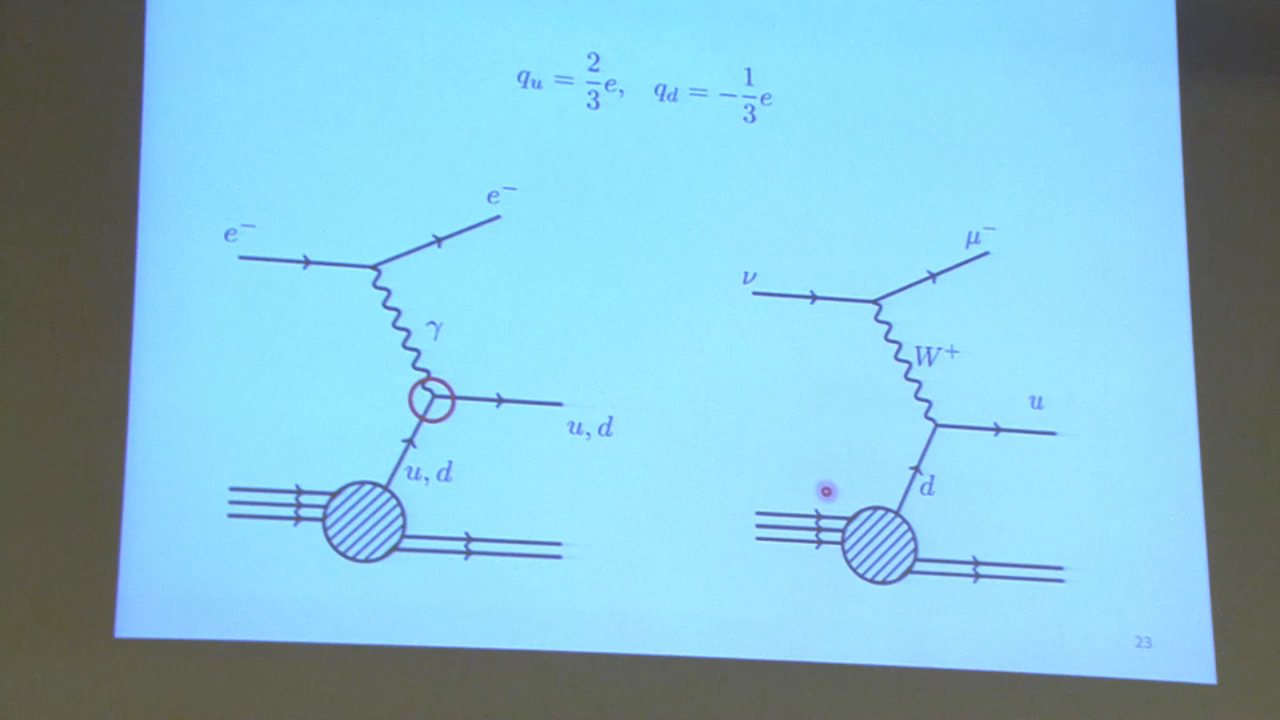 q_u = 2/3 e, q_d = −1/3 e
e⁻
e⁻
γ
u, d
u, d
ν
μ⁻
W⁺
u
d
23